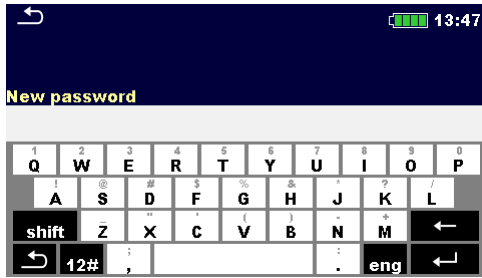 13:47
New password
1 2 3 4 5 6 7 8 9 0
Q W E R T Y U I O P
! @ # $ % & * ? /
A S D F G H J K L
_ " ' ( ) - +
shift Z X C V B N M ←
; :
12# , . eng